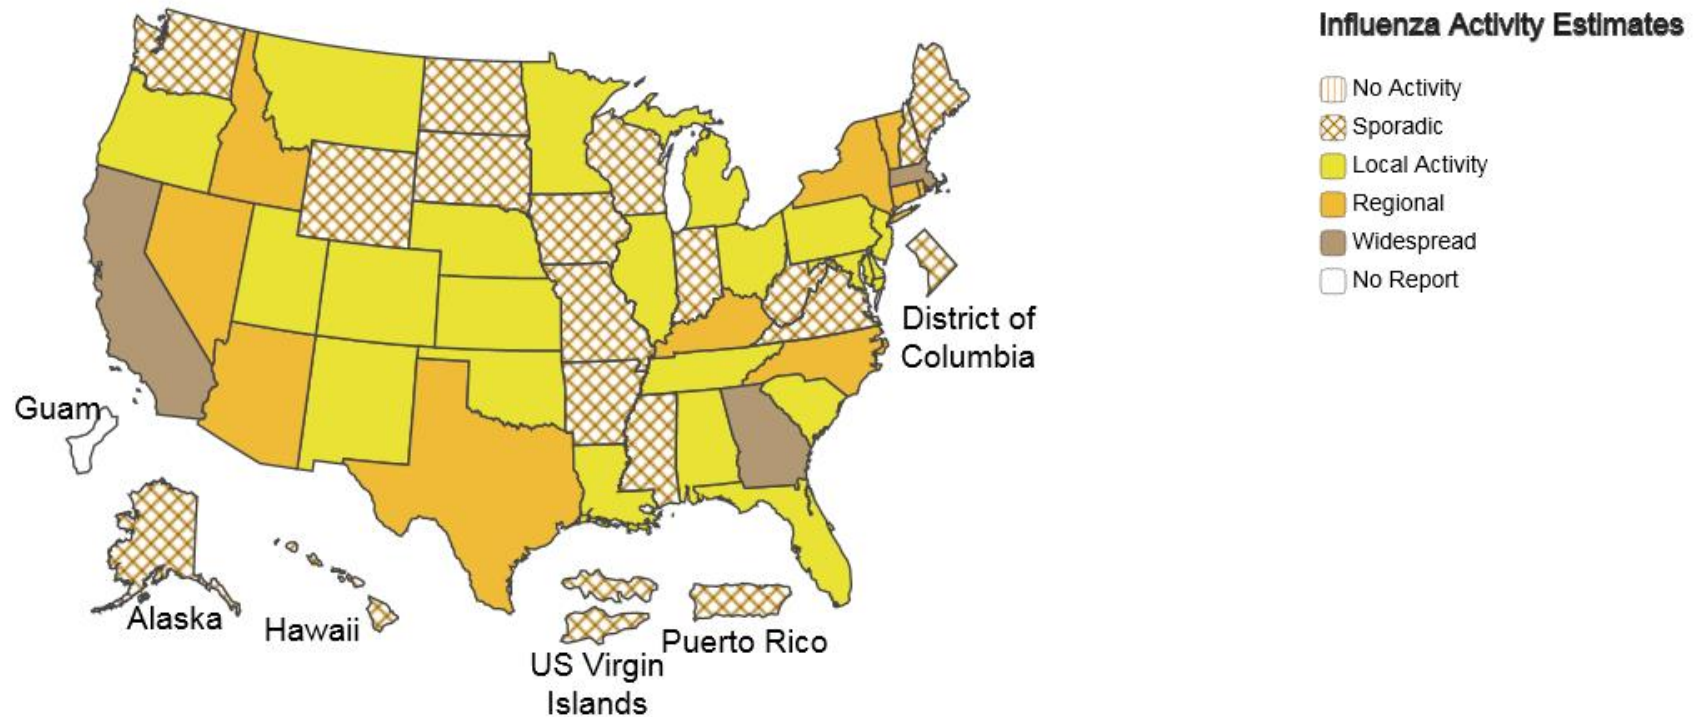 Influenza Activity Estimates
No Activity
Sporadic
Local Activity
Regional
Widespread
No Report
District of
Columbia
Guam
Alaska
Hawaii
US Virgin
Islands
Puerto Rico